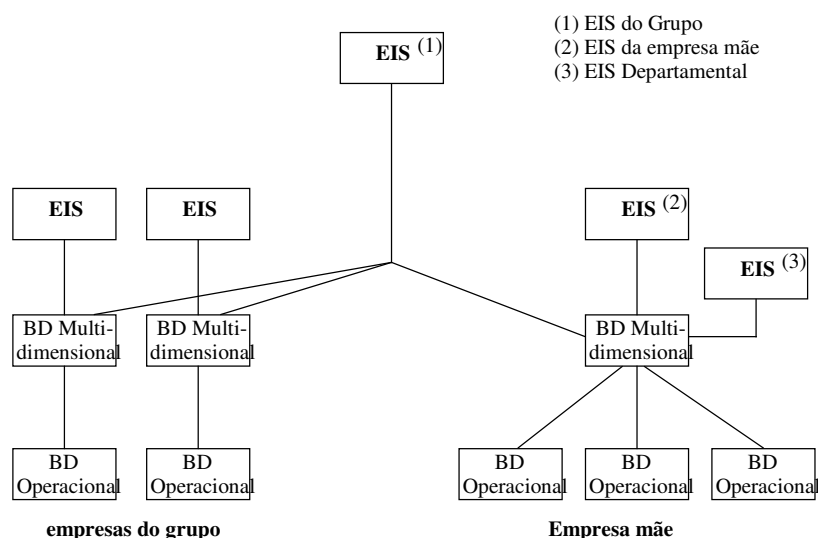 (1) EIS do Grupo
(2) EIS da empresa mãe
(3) EIS Departamental
EIS (1)
EIS
EIS
EIS (2)
EIS (3)
BD Multi-
dimensional
BD Multi-
dimensional
BD Multi-
dimensional
BD
Operacional
BD
Operacional
BD
Operacional
BD
Operacional
BD
Operacional
empresas do grupo
Empresa mãe